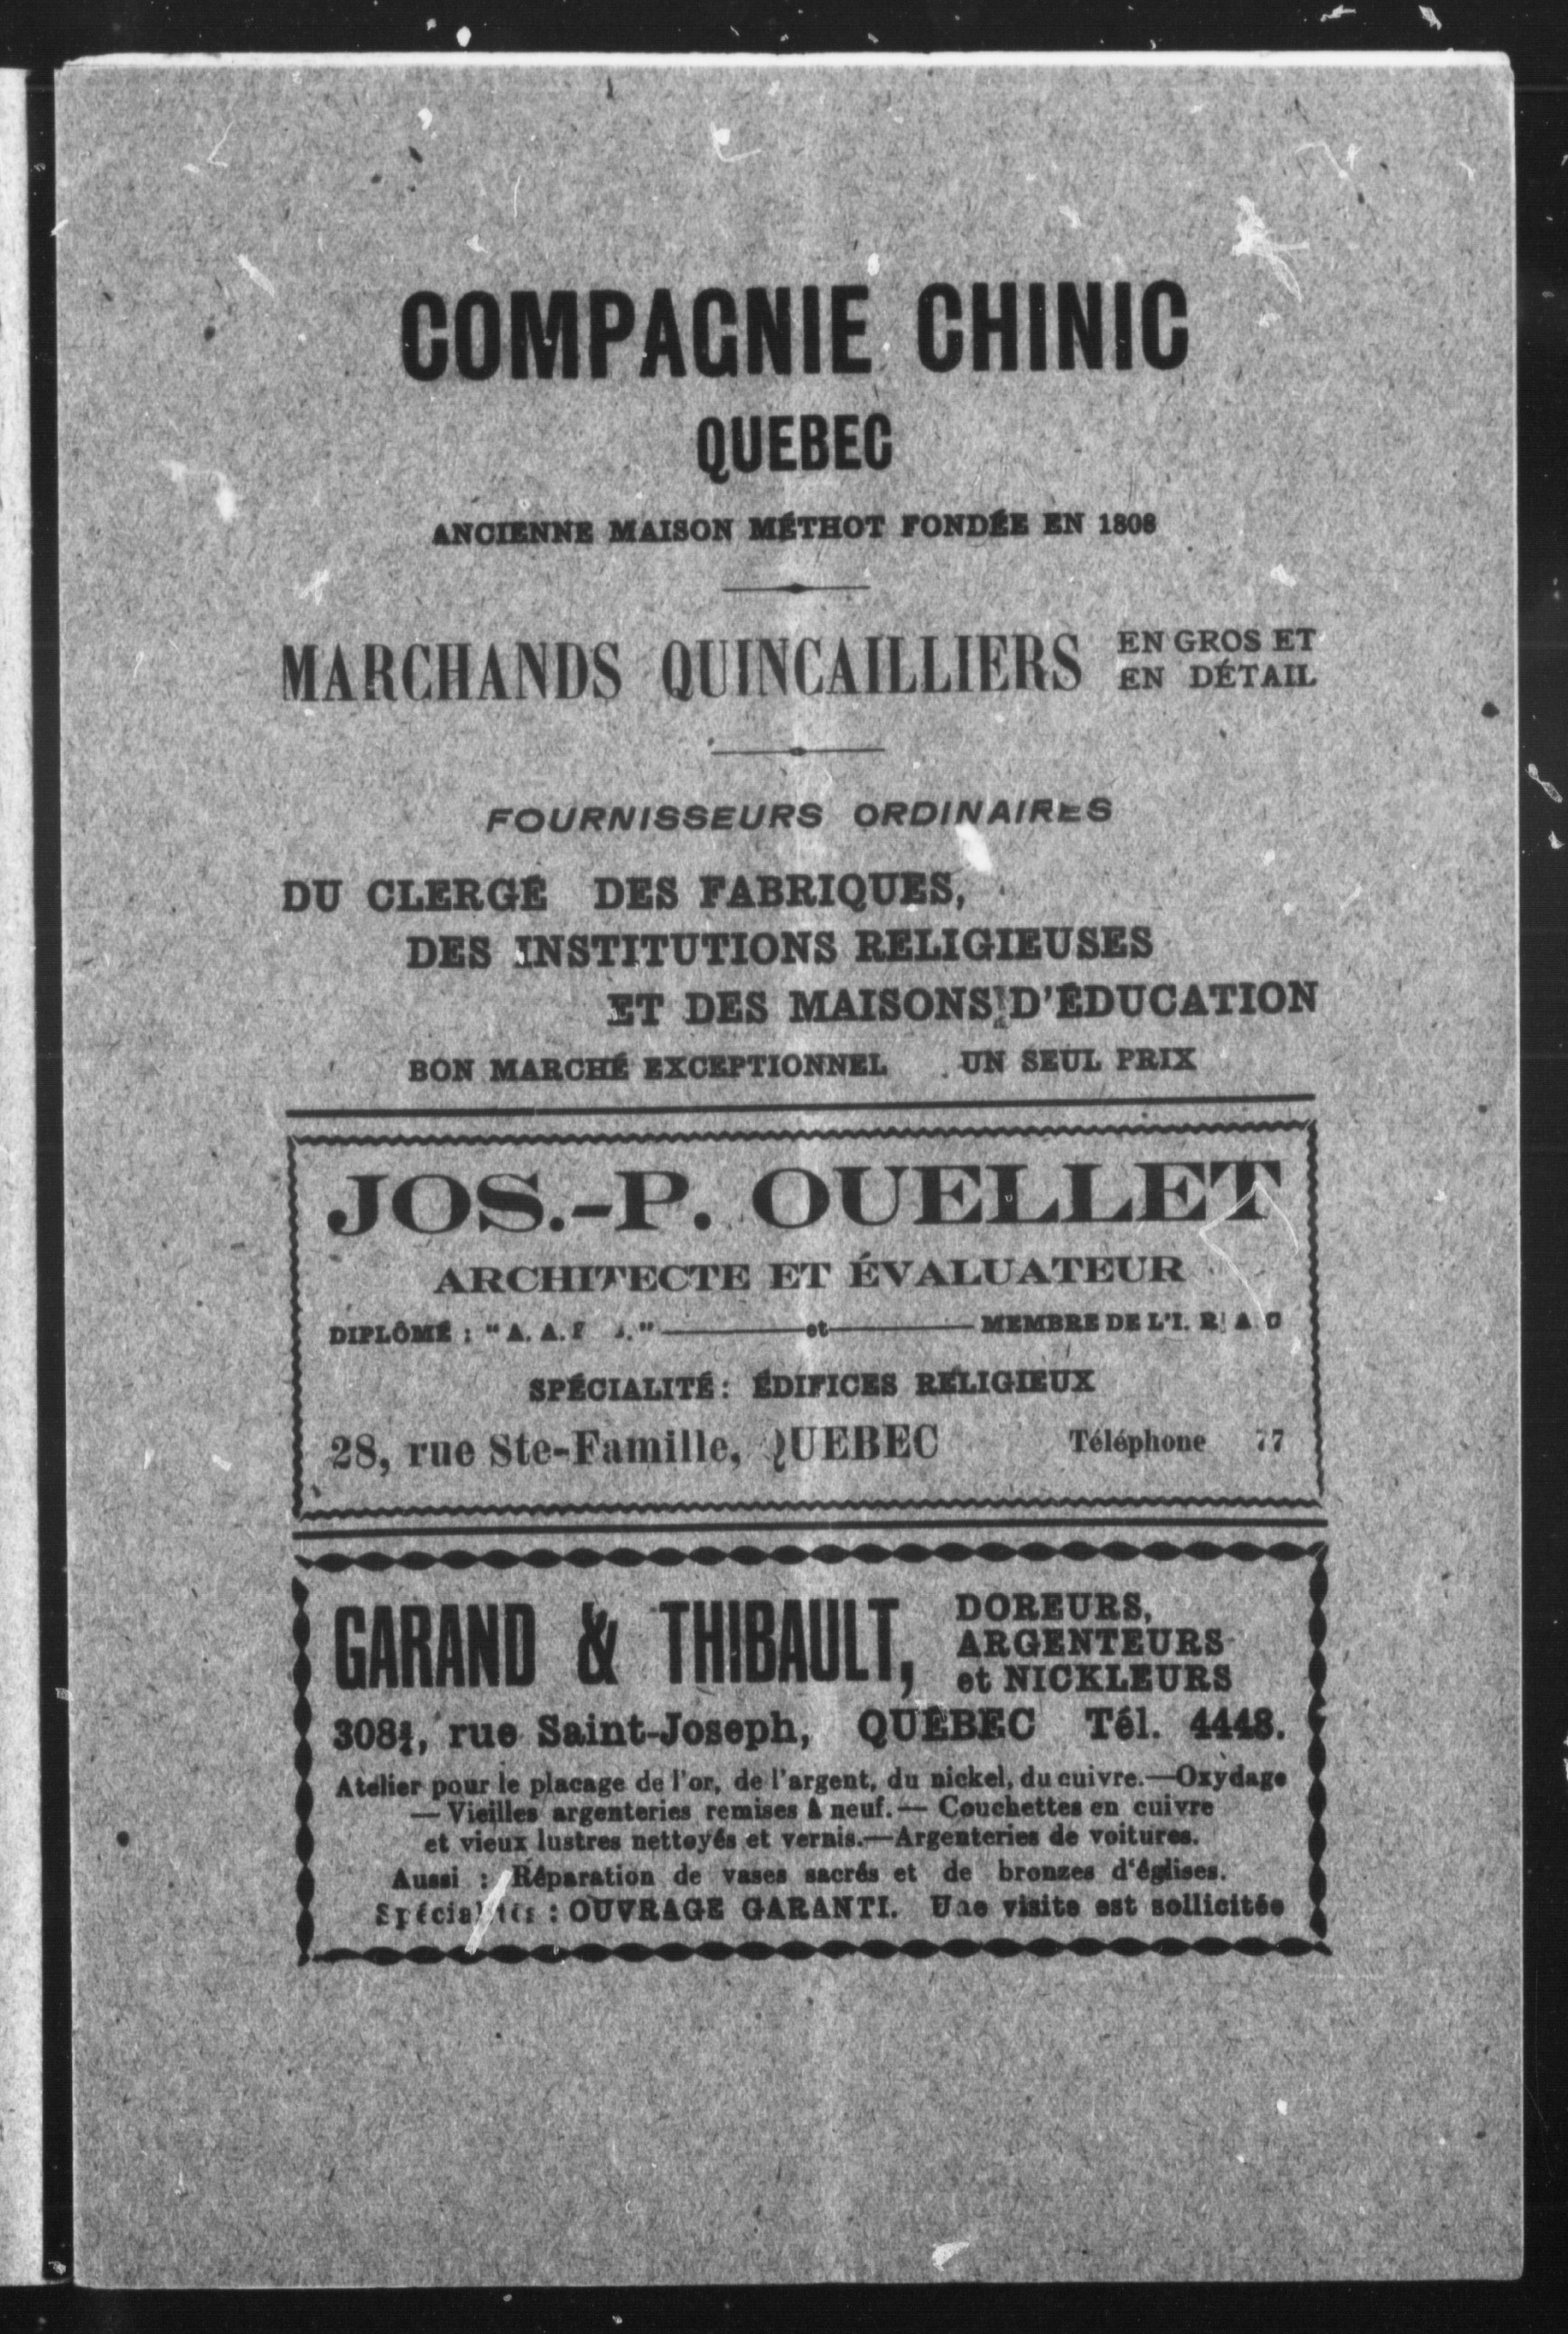 COMPAGNIE CHINIC
QUEBEC
ANCIENNE MAISON MÉTHOT FONDÉE EN 1808
MARCHANDS QUINCAILLIERS EN GROS ET
EN DÉTAIL
FOURNISSEURS ORDINAIRES
DU CLERGÉ DES FABRIQUES,
DES INSTITUTIONS RELIGIEUSES
ET DES MAISONS D'ÉDUCATION
BON MARCHÉ EXCEPTIONNEL UN SEUL PRIX
JOS.-P. OUELLET
ARCHITECTE ET ÉVALUATEUR
DIPLÔMÉ : "A. A. et MEMBRE DE L'I. R. A. C
SPÉCIALITÉ: ÉDIFICES RELIGIEUX
28, rue Ste-Famille, QUEBEC Téléphone 77
GARAND & THIBAULT, DOREURS,
ARGENTEURS
et NICKLEURS
rue Saint-Joseph, QUÉBEC Tél. 4448.
Atelier pour le placage de l'or, de l'argent, du nickel, du cuivre.—Oxydage
— Vieilles argenteries remises à neuf. — Couchettes en cuivre
et vieux lustres nettoyés et vernis.—Argenteries de voitures.
Aussi : Réparation de vases sacrés et de bronzes d'églises.
: OUVRAGE GARANTI. Une visite est sollicitée